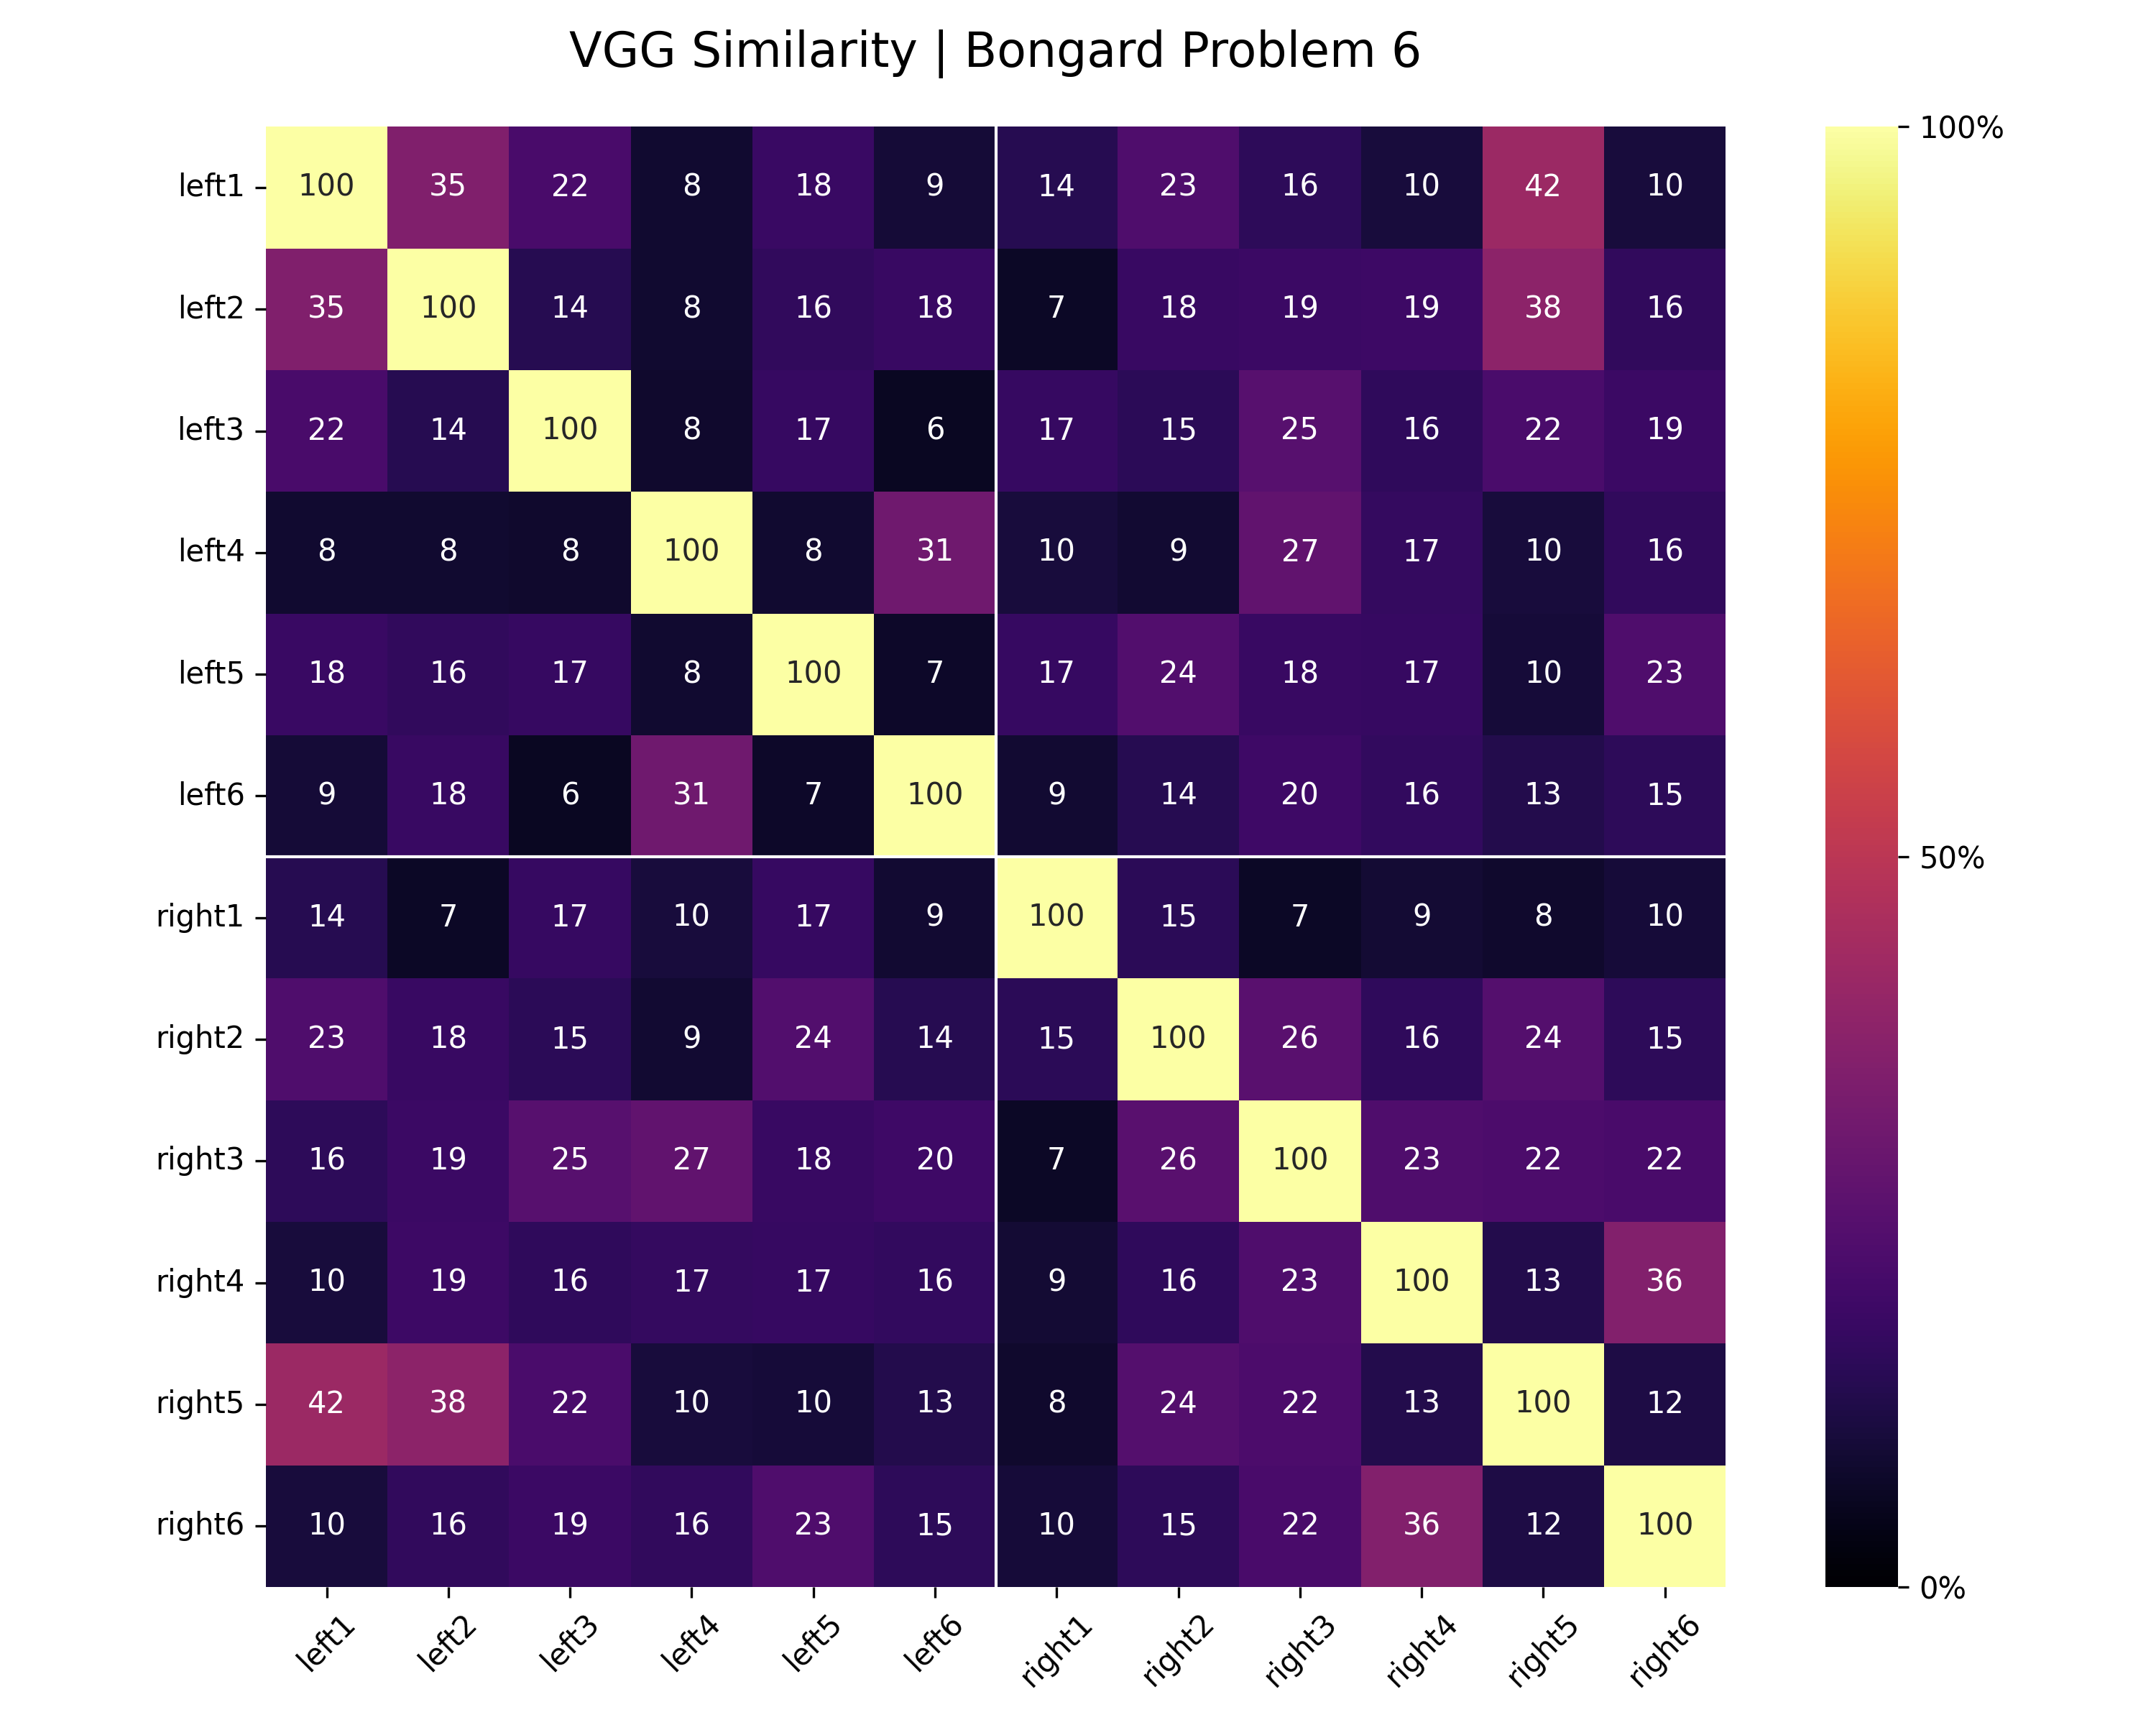 VGG Similarity | Bongard Problem 6
left1 100 35 22 8 18 9 14 23 16 10 42 10
left2 35 100 14 8 16 18 7 18 19 19 38 16
left3 22 14 100 8 17 6 17 15 25 16 22 19
left4 8 8 8 100 8 31 10 9 27 17 10 16
left5 18 16 17 8 100 7 17 24 18 17 10 23
left6 9 18 6 31 7 100 9 14 20 16 13 15
right1 14 7 17 10 17 9 100 15 7 9 8 10
right2 23 18 15 9 24 14 15 100 26 16 24 15
right3 16 19 25 27 18 20 7 26 100 23 22 22
right4 10 19 16 17 17 16 9 16 23 100 13 36
right5 42 38 22 10 10 13 8 24 22 13 100 12
right6 10 16 19 16 23 15 10 15 22 36 12 100
left1 left2 left3 left4 left5 left6 right1 right2 right3 right4 right5 right6
100%
50%
0%